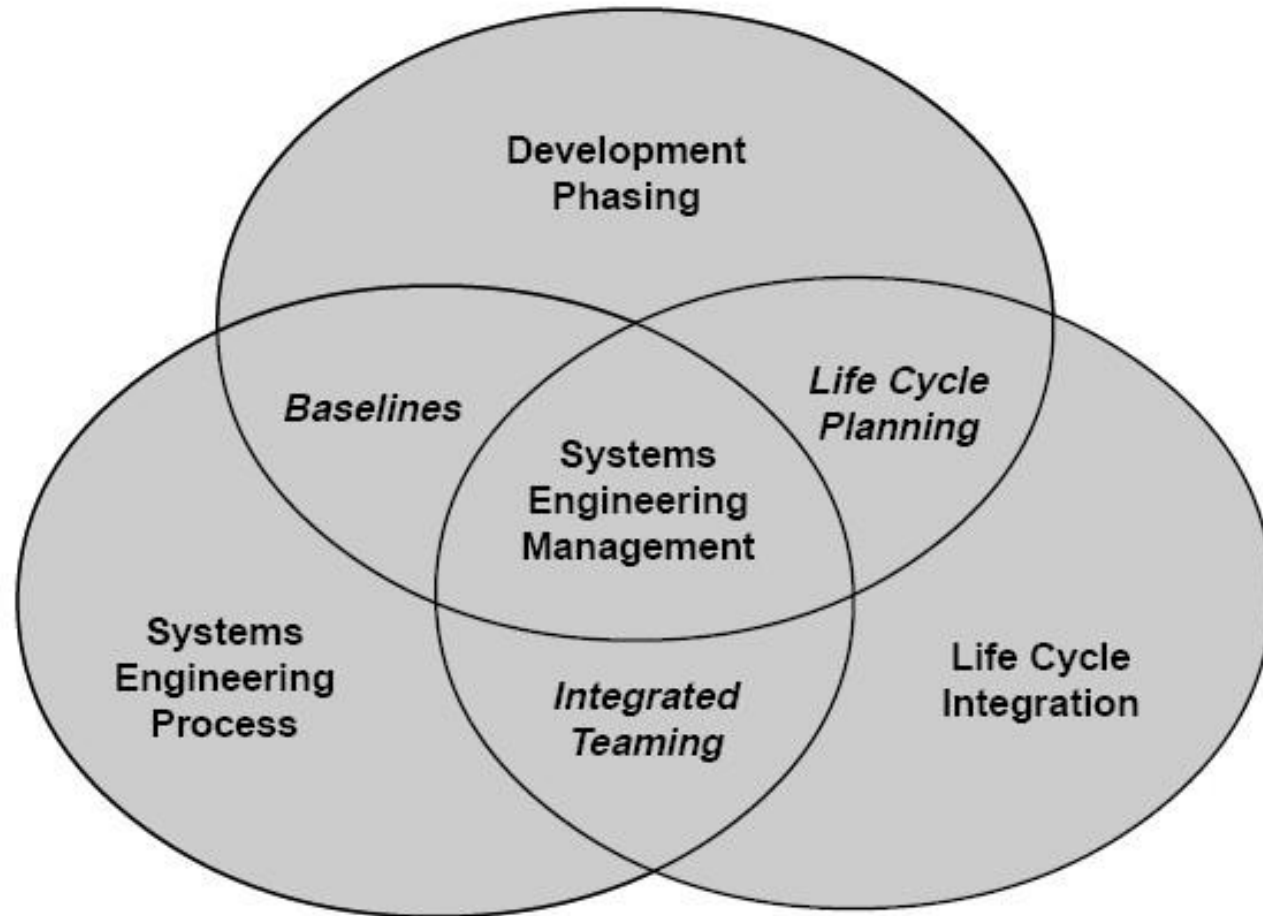 Development
Phasing
Baselines
Life Cycle
Planning
Systems
Engineering
Management
Systems
Engineering
Process
Integrated
Teaming
Life Cycle
Integration